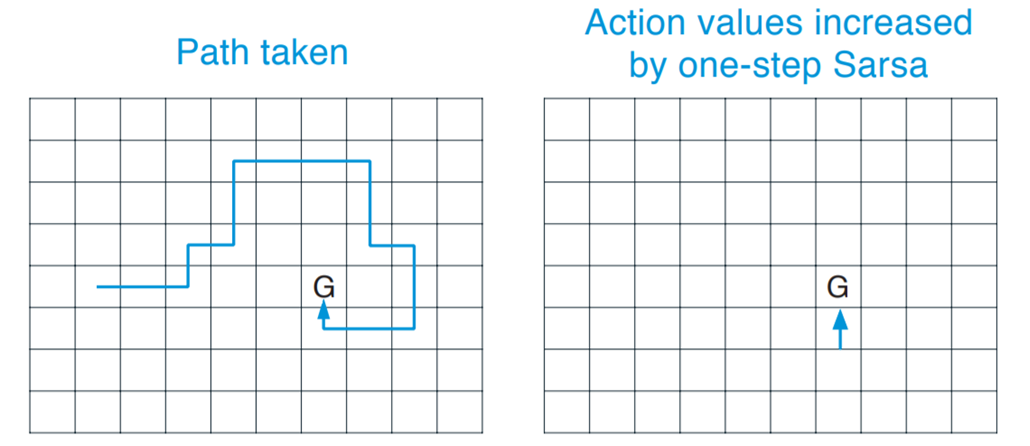 Path taken
Action values increased
by one-step Sarsa
G
G